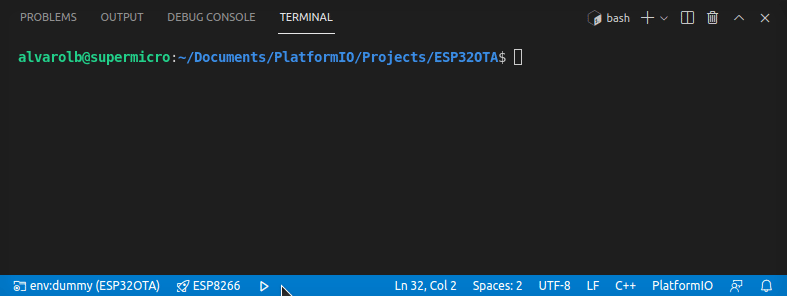 PROBLEMS OUTPUT DEBUG CONSOLE TERMINAL bash
alvarolb@supermicro:~/Documents/PlatformIO/Projects/ESP32OTA$
env:dummy (ESP32OTA) ESP8266 Ln 32, Col 2 Spaces: 2 UTF-8 LF C++ PlatformIO